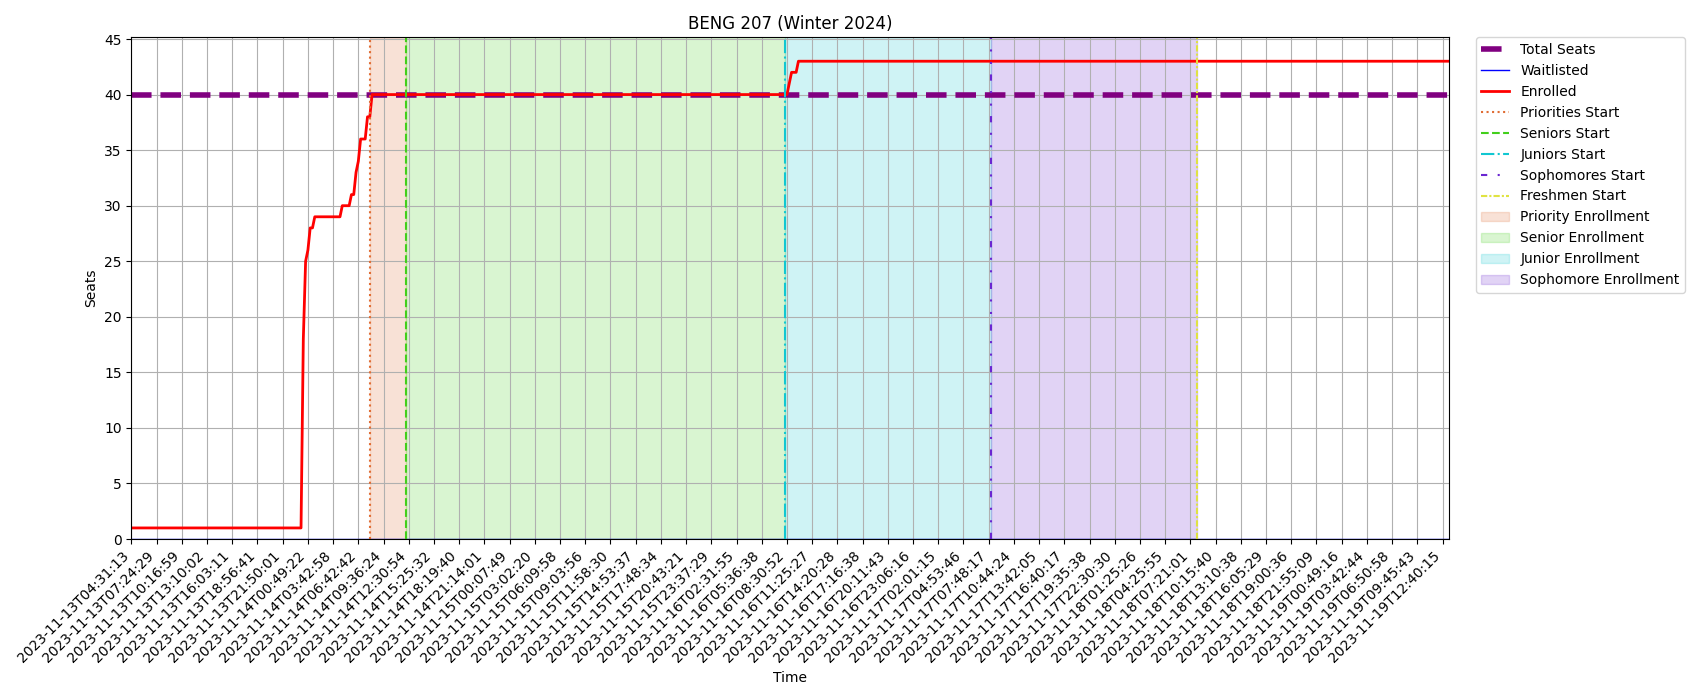 BENG 207 (Winter 2024)
Seats
45
40
35
30
25
20
15
10
5
0
2023-11-13T04:31:13
2023-11-13T07:24:29
2023-11-13T10:16:59
2023-11-13T13:10:02
2023-11-13T16:03:11
2023-11-13T18:56:41
2023-11-13T21:50:01
2023-11-14T00:49:22
2023-11-14T03:42:58
2023-11-14T06:42:42
2023-11-14T09:36:24
2023-11-14T12:30:54
2023-11-14T15:25:32
2023-11-14T18:19:40
2023-11-14T21:14:01
2023-11-15T00:07:49
2023-11-15T03:02:20
2023-11-15T06:09:58
2023-11-15T09:03:56
2023-11-15T11:58:30
2023-11-15T14:53:37
2023-11-15T17:48:34
2023-11-15T20:43:21
2023-11-15T23:37:29
2023-11-16T02:31:55
2023-11-16T05:36:38
2023-11-16T08:30:52
2023-11-16T11:25:27
2023-11-16T14:20:28
2023-11-16T17:16:38
2023-11-16T20:11:43
2023-11-16T23:06:16
2023-11-17T02:01:15
2023-11-17T04:53:46
2023-11-17T07:48:17
2023-11-17T10:44:24
2023-11-17T13:42:05
2023-11-17T16:40:17
2023-11-17T19:35:38
2023-11-17T22:30:30
2023-11-18T01:25:26
2023-11-18T04:25:55
2023-11-18T07:21:01
2023-11-18T10:15:40
2023-11-18T13:10:38
2023-11-18T16:05:29
2023-11-18T19:00:36
2023-11-18T21:55:09
2023-11-19T00:49:16
2023-11-19T03:42:44
2023-11-19T06:50:58
2023-11-19T09:45:43
2023-11-19T12:40:15
Time
Total Seats
Waitlisted
Enrolled
Priorities Start
Seniors Start
Juniors Start
Sophomores Start
Freshmen Start
Priority Enrollment
Senior Enrollment
Junior Enrollment
Sophomore Enrollment